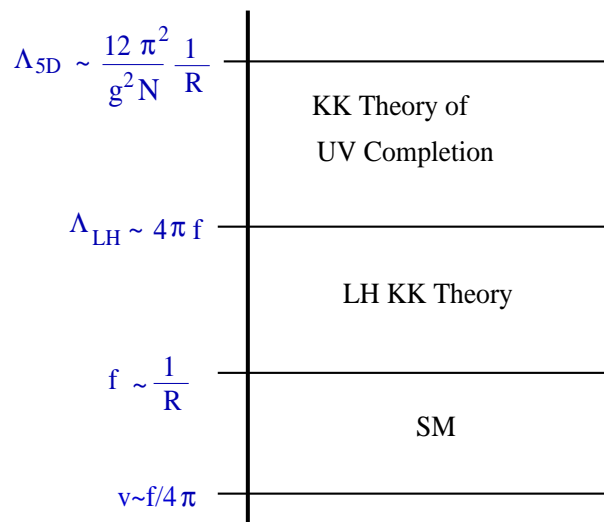 Λ5D ~ 12 π² / g²N 1/R
KK Theory of
UV Completion
ΛLH ~ 4π f
LH KK Theory
f ~ 1/R
SM
v~f/4π